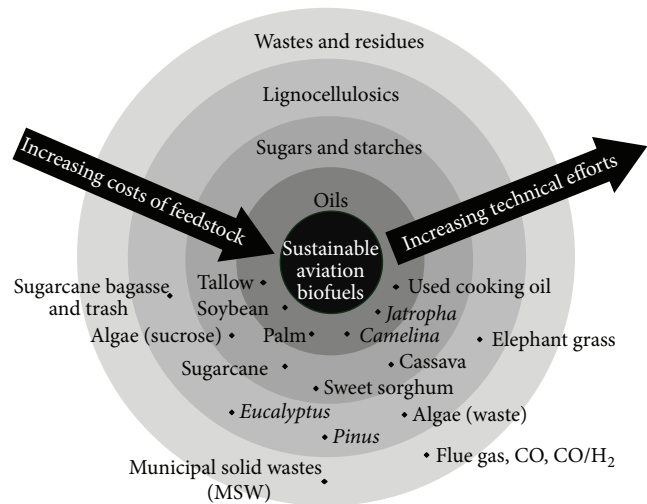 Wastes and residues
Lignocellulosics
Sugars and starches
Oils
Increasing costs of feedstock
Increasing technical efforts
Sustainable
aviation
biofuels
Tallow
Used cooking oil
Sugarcane bagasse
and trash
Soybean
Jatropha
Algae (sucrose)
Palm
Camelina
Elephant grass
Sugarcane
Cassava
Sweet sorghum
Eucalyptus
Algae (waste)
Pinus
Flue gas, CO, CO/H₂
Municipal solid wastes
(MSW)